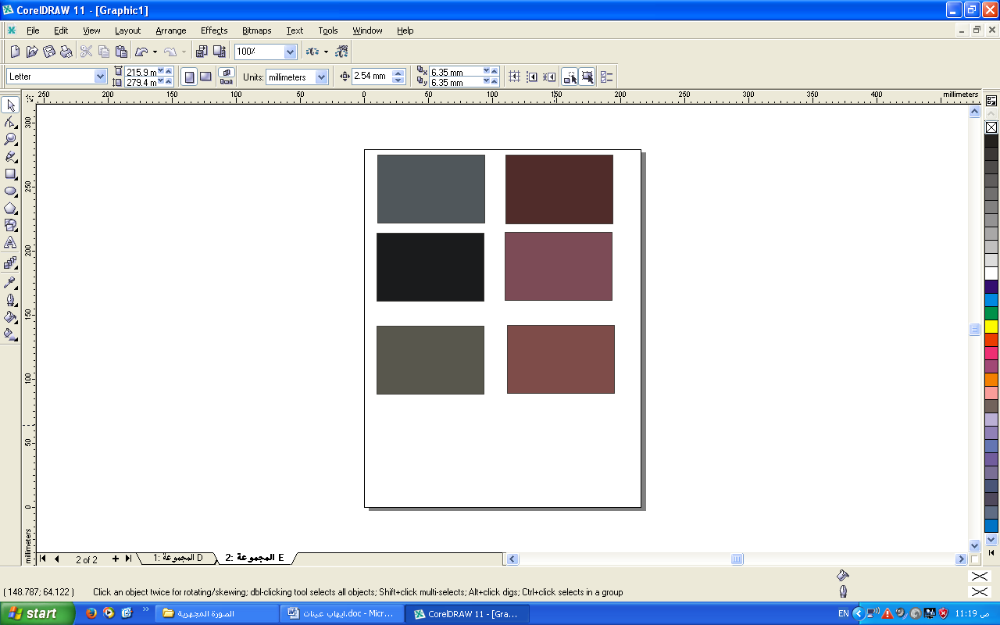 CorelDRAW 11 - [Graphic1]
File Edit View Layout Arrange Effects Bitmaps Text Tools Window Help
100%
Letter 215.9 m 279.4 m Units: millimeters 2.54 mm x 6.35 mm y 6.35 mm
250 200 150 100 50 0 50 100 150 200 250 300 350 400 millimeters
300
250
200
150
100
50
0
millimeters
2 of 2 المجموعة :1 D المجموعة :2 E
( 148.787; 64.122 ) Click an object twice for rotating/skewing; dbl-clicking tool selects all objects; Shift+click multi-selects; Alt+click digs; Ctrl+click selects in a group
start الصورة المجهرية ايهاب عينات.doc - Micr... CorelDRAW 11 - [Gra... EN 11:19 ص